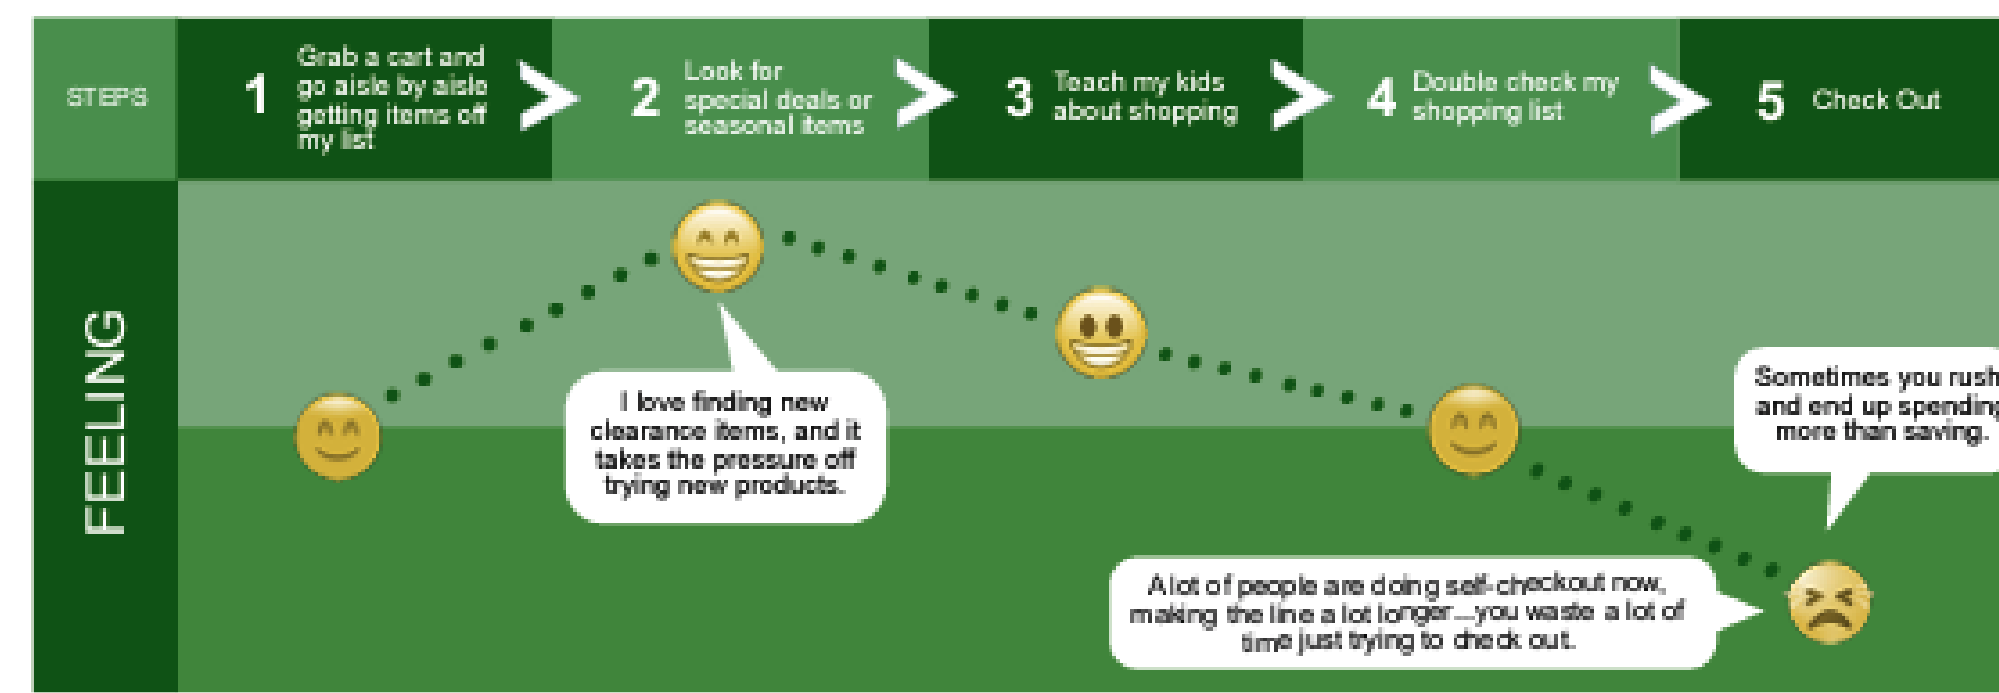 STEPS
1
Grab a cart and
go aisle by aisle
getting items off
my list
2
Look for
special deals or
seasonal items
3
Teach my kids
about shopping
4
Double check my
shopping list
5
Check Out
FEELING
I love finding new
clearance items, and it
takes the pressure off
trying new products.
Sometimes you rush
and end up spending
more than saving.
A lot of people are doing self-checkout now,
making the line a lot longer...you waste a lot of
time just trying to check out.